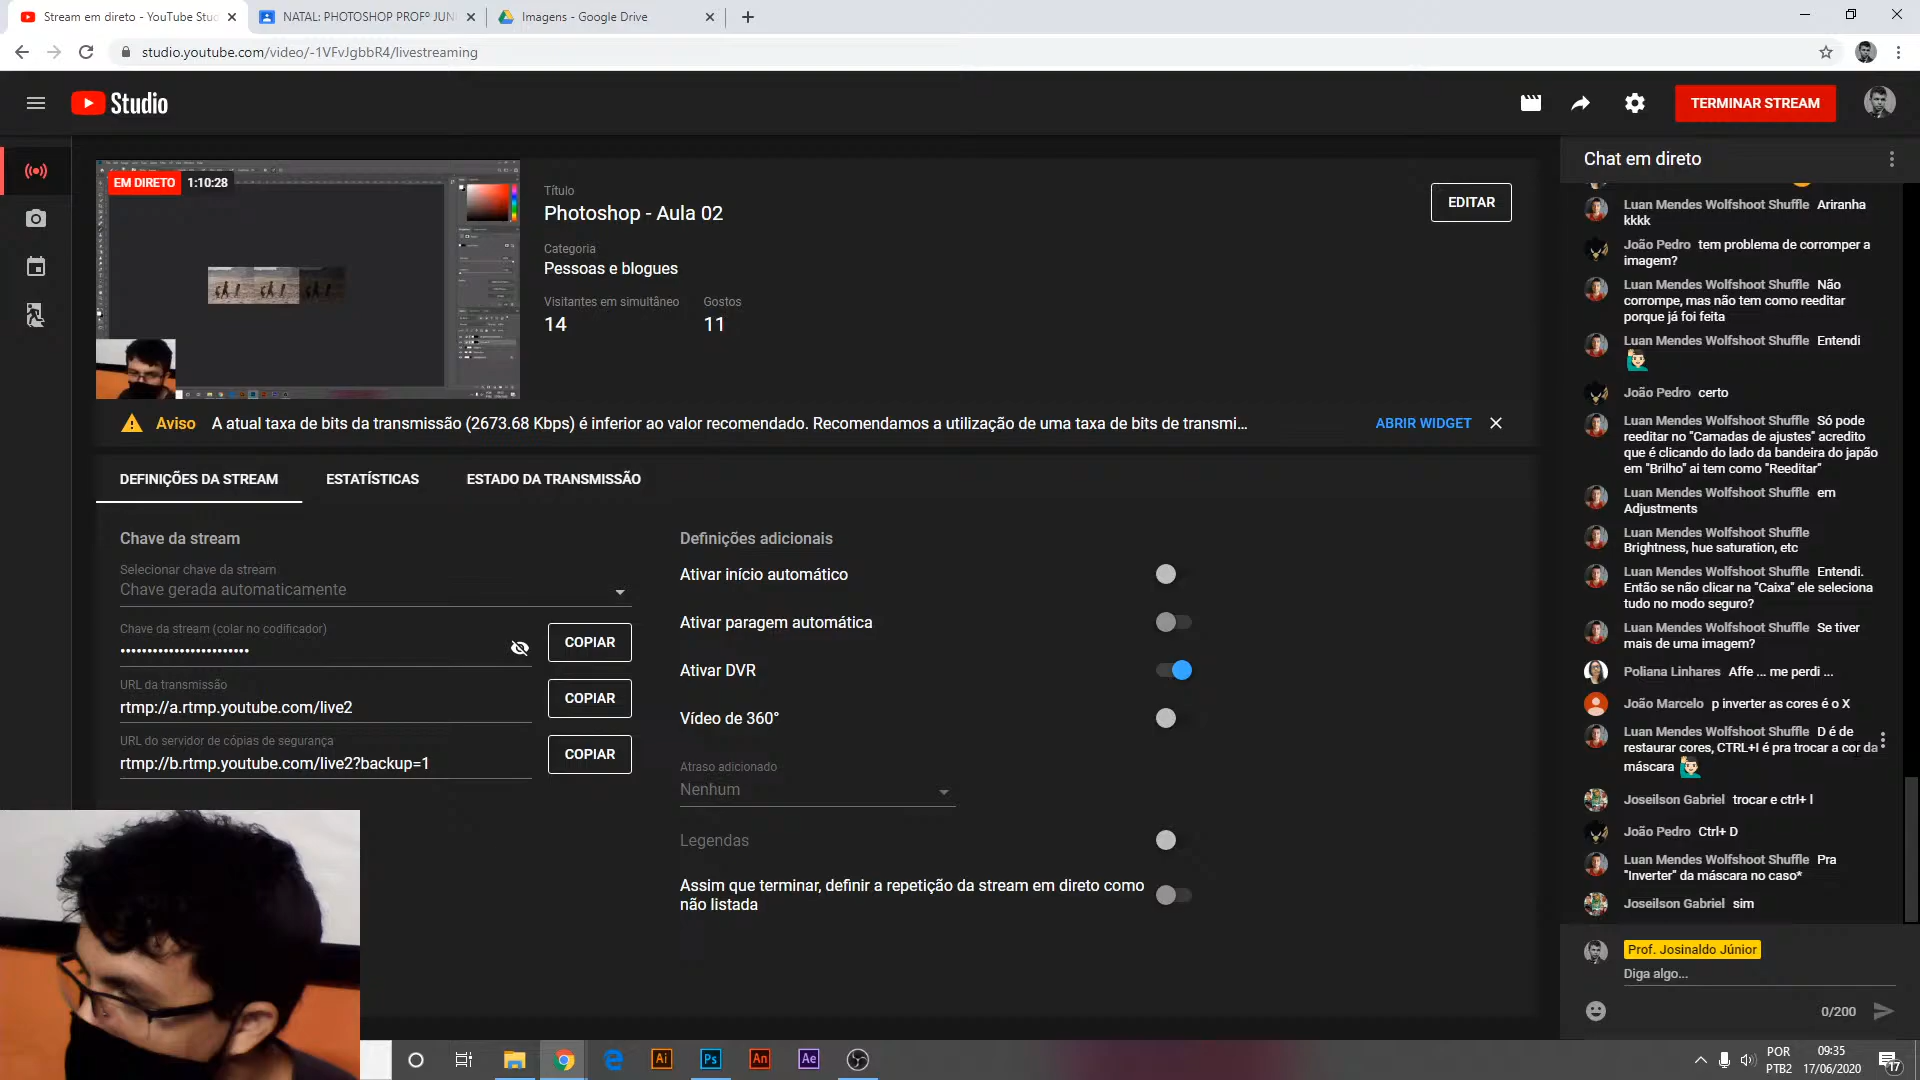 Stream em direto - YouTube Stu
NATAL: PHOTOSHOP PROFº JUN
Imagens - Google Drive
studio.youtube.com/video/-1VFvJgbbR4/livestreaming
Studio
TERMINAR STREAM
EM DIRETO 1:10:28
Título
Photoshop - Aula 02
Categoria
Pessoas e blogues
Visitantes em simultâneo
Gostos
14
11
EDITAR
Aviso A atual taxa de bits da transmissão (2673.68 Kbps) é inferior ao valor recomendado. Recomendamos a utilização de uma taxa de bits de transmi...
ABRIR WIDGET
DEFINIÇÕES DA STREAM
ESTATÍSTICAS
ESTADO DA TRANSMISSÃO
Chave da stream
Selecionar chave da stream
Chave gerada automaticamente
Chave da stream (colar no codificador)
••••••••••••••••••••••••
COPIAR
URL da transmissão
rtmp://a.rtmp.youtube.com/live2
COPIAR
URL do servidor de cópias de segurança
rtmp://b.rtmp.youtube.com/live2?backup=1
COPIAR
Definições adicionais
Ativar início automático
Ativar paragem automática
Ativar DVR
Vídeo de 360°
Atraso adicionado
Nenhum
Legendas
Assim que terminar, definir a repetição da stream em direto como
não listada
Chat em direto
Luan Mendes Wolfshoot Shuffle Ariranha
kkkk
João Pedro tem problema de corromper a
imagem?
Luan Mendes Wolfshoot Shuffle Não
corrompe, mas não tem como reeditar
porque já foi feita
Luan Mendes Wolfshoot Shuffle Entendi
João Pedro certo
Luan Mendes Wolfshoot Shuffle Só pode
reeditar no "Camadas de ajustes" acredito
que é clicando do lado da bandeira do japão
em "Brilho" ai tem como "Reeditar"
Luan Mendes Wolfshoot Shuffle em
Adjustments
Luan Mendes Wolfshoot Shuffle
Brightness, hue saturation, etc
Luan Mendes Wolfshoot Shuffle Entendi.
Então se não clicar na "Caixa" ele seleciona
tudo no modo seguro?
Luan Mendes Wolfshoot Shuffle Se tiver
mais de uma imagem?
Poliana Linhares Affe ... me perdi ...
João Marcelo p inverter as cores é o X
Luan Mendes Wolfshoot Shuffle D é de
restaurar cores, CTRL+I é pra trocar a cor da
máscara
Joseilson Gabriel trocar e ctrl+ I
João Pedro Ctrl+ D
Luan Mendes Wolfshoot Shuffle Pra
"Inverter" da máscara no caso*
Joseilson Gabriel sim
Prof. Josinaldo Júnior
Diga algo...
0/200
Ai
Ps
An
Ae
POR
PTB2
09:35
17/06/2020
17